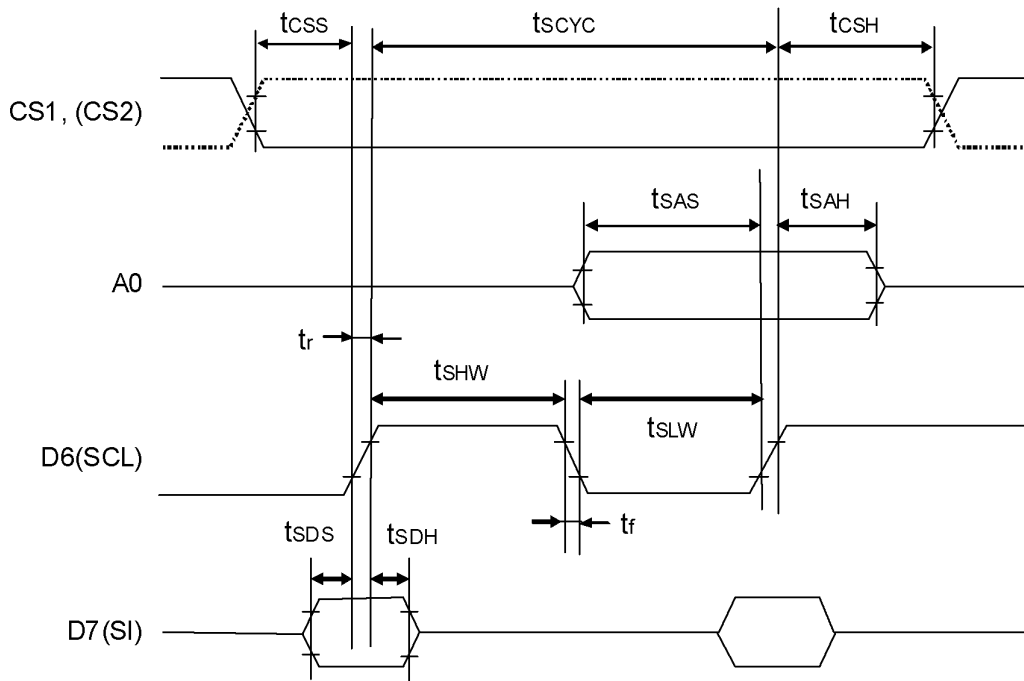 tCSS tSCYC tCSH
CS1, (CS2)
tSAS tSAH
A0
tr
tSHW
tSLW
D6(SCL)
tSDS tSDH tf
D7(SI)